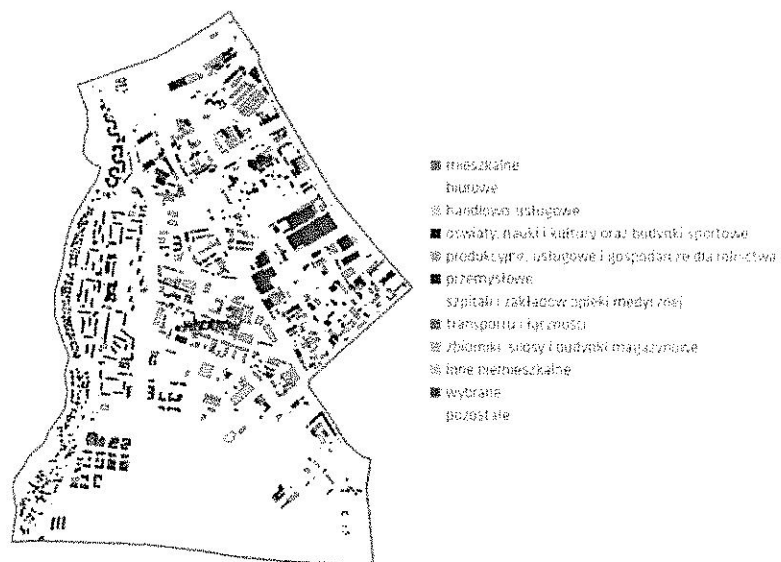 mieszkalne
biurowe
handlowo usługowe
oświaty, nauki i kultury oraz budynki sportowe
produkcyjne, usługowe i gospodarcze dla rolnictwa
przemysłowe
szpitali i zakładów opieki medycznej
transportu i łączności
zbiorniki, silosy i budynki magazynowe
inne niemieszkalne
wybrane
pozostałe